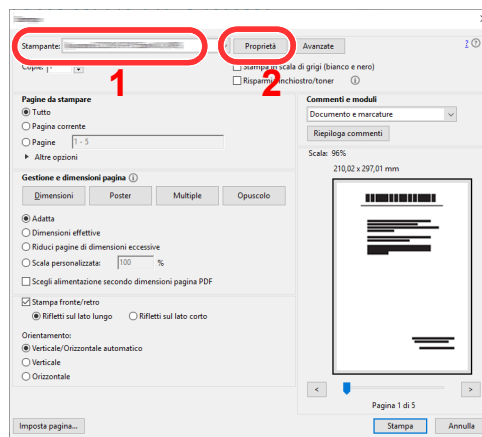 Stampante:
Proprietà
Avanzate
?
Copie:
1
Stampa in scala di grigi (bianco e nero)
Risparmia inchiostro/toner
1
2
Pagine da stampare
Tutto
Pagina corrente
Pagine 1 - 5
Altre opzioni
Gestione e dimensioni pagina
Dimensioni Poster Multiple Opuscolo
Adatta
Dimensioni effettive
Riduci pagine di dimensioni eccessive
Scala personalizzata: 100 %
Scegli alimentazione secondo dimensioni pagina PDF
Stampa fronte/retro
Rifletti sul lato lungo Rifletti sul lato corto
Orientamento:
Verticale/Orizzontale automatico
Verticale
Orizzontale
Commenti e moduli
Documento e marcature
Riepiloga commenti
Scala: 96%
210,02 x 297,01 mm
< >
Pagina 1 di 5
Imposta pagina...
Stampa Annulla